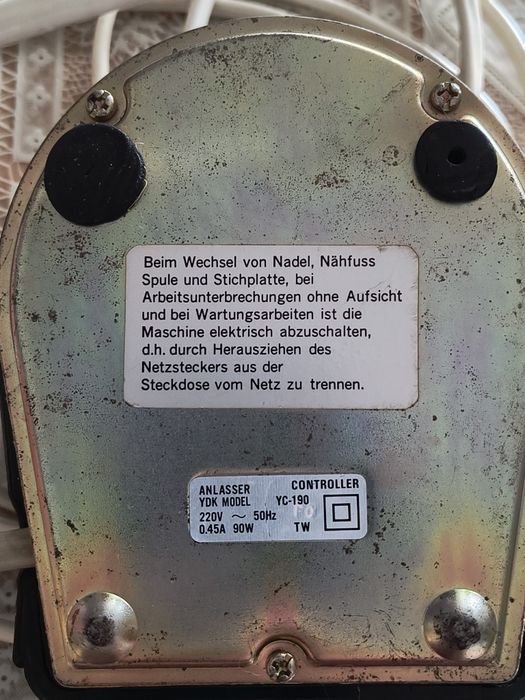 Beim Wechsel von Nadel, Nähfuss
Spule und Stichplatte, bei
Arbeitsunterbrechungen ohne Aufsicht
und bei Wartungsarbeiten ist die
Maschine elektrisch abzuschalten,
d.h. durch Herausziehen des
Netzsteckers aus der
Steckdose vom Netz zu trennen.
ANLASSER CONTROLLER
YDK MODEL YC-190
220V ~ 50Hz
0.45A 90W TW